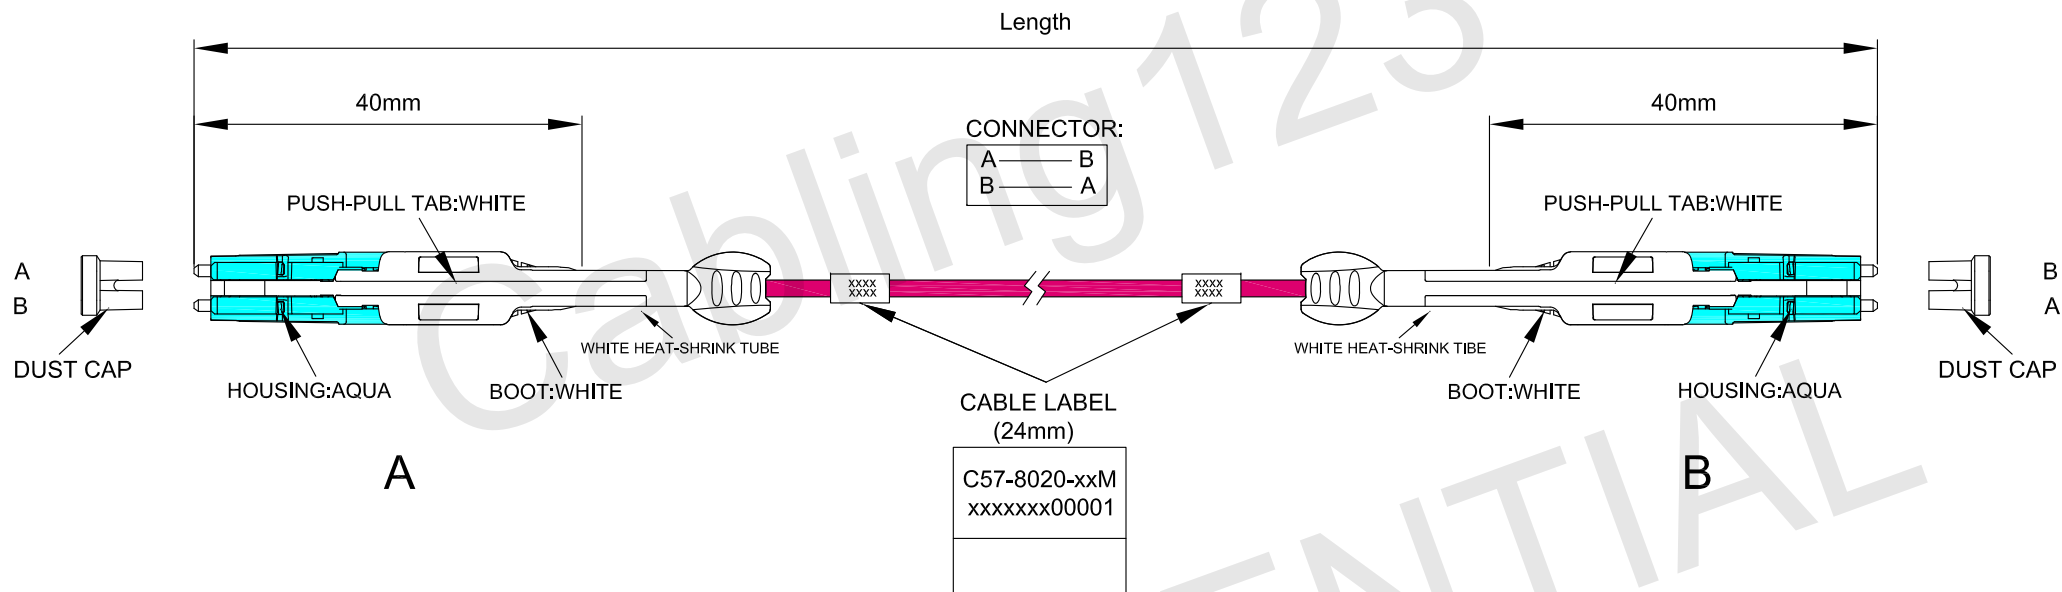 Length
40mm
40mm
CONNECTOR:
A B
B A
PUSH-PULL TAB:WHITE
PUSH-PULL TAB:WHITE
A
B
B
A
XXXX
XXXX
XXXX
XXXX
DUST CAP
HOUSING:AQUA
BOOT:WHITE
WHITE HEAT-SHRINK TUBE
WHITE HEAT-SHRINK TIBE
BOOT:WHITE
HOUSING:AQUA
DUST CAP
CABLE LABEL
(24mm)
C57-8020-xxM
xxxxxxx00001
A
B
Cabling123
ENTIAL